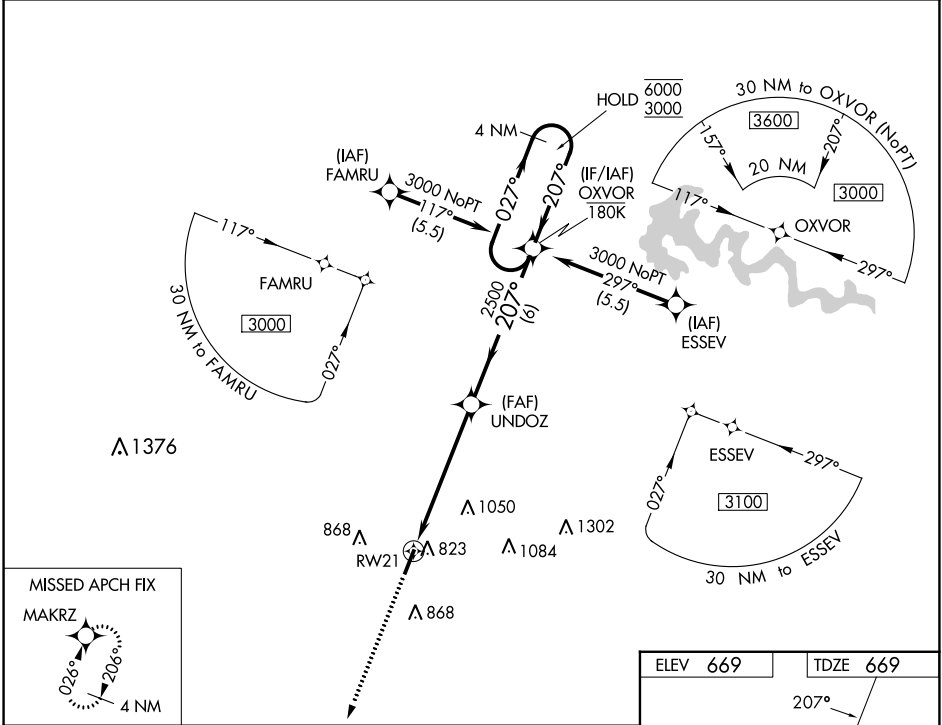 HOLD 6000
3000
4 NM
(IAF)
FAMRU
3000 NoPT
117°
(5.5)
027°
207°
(IF/IAF)
OXVOR
180K
30 NM to OXVOR (NoPT)
3600
157°
207°
20 NM
3000
117°
OXVOR
297°
3000 NoPT
297°
(5.5)
(IAF)
ESSEV
117°
FAMRU
3000
027°
30 NM to FAMRU
2500
207°
(6)
(FAF)
UNDOZ
1376
ESSEV
297°
027°
3100
30 NM to ESSEV
1050
1302
868
RW21
823
1084
868
MISSED APCH FIX
MAKRZ
026°
206°
4 NM
ELEV 669
TDZE 669
207°